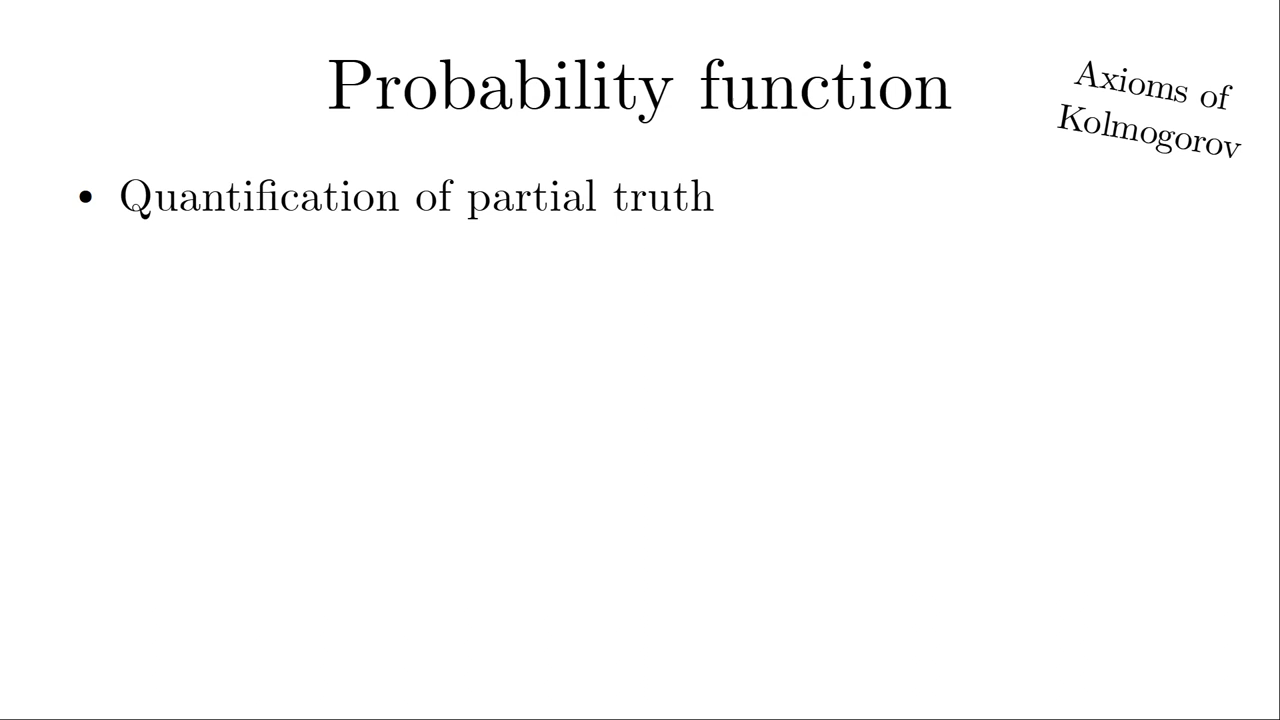 Probability function
Axioms of
Kolmogorov
• Quantification of partial truth